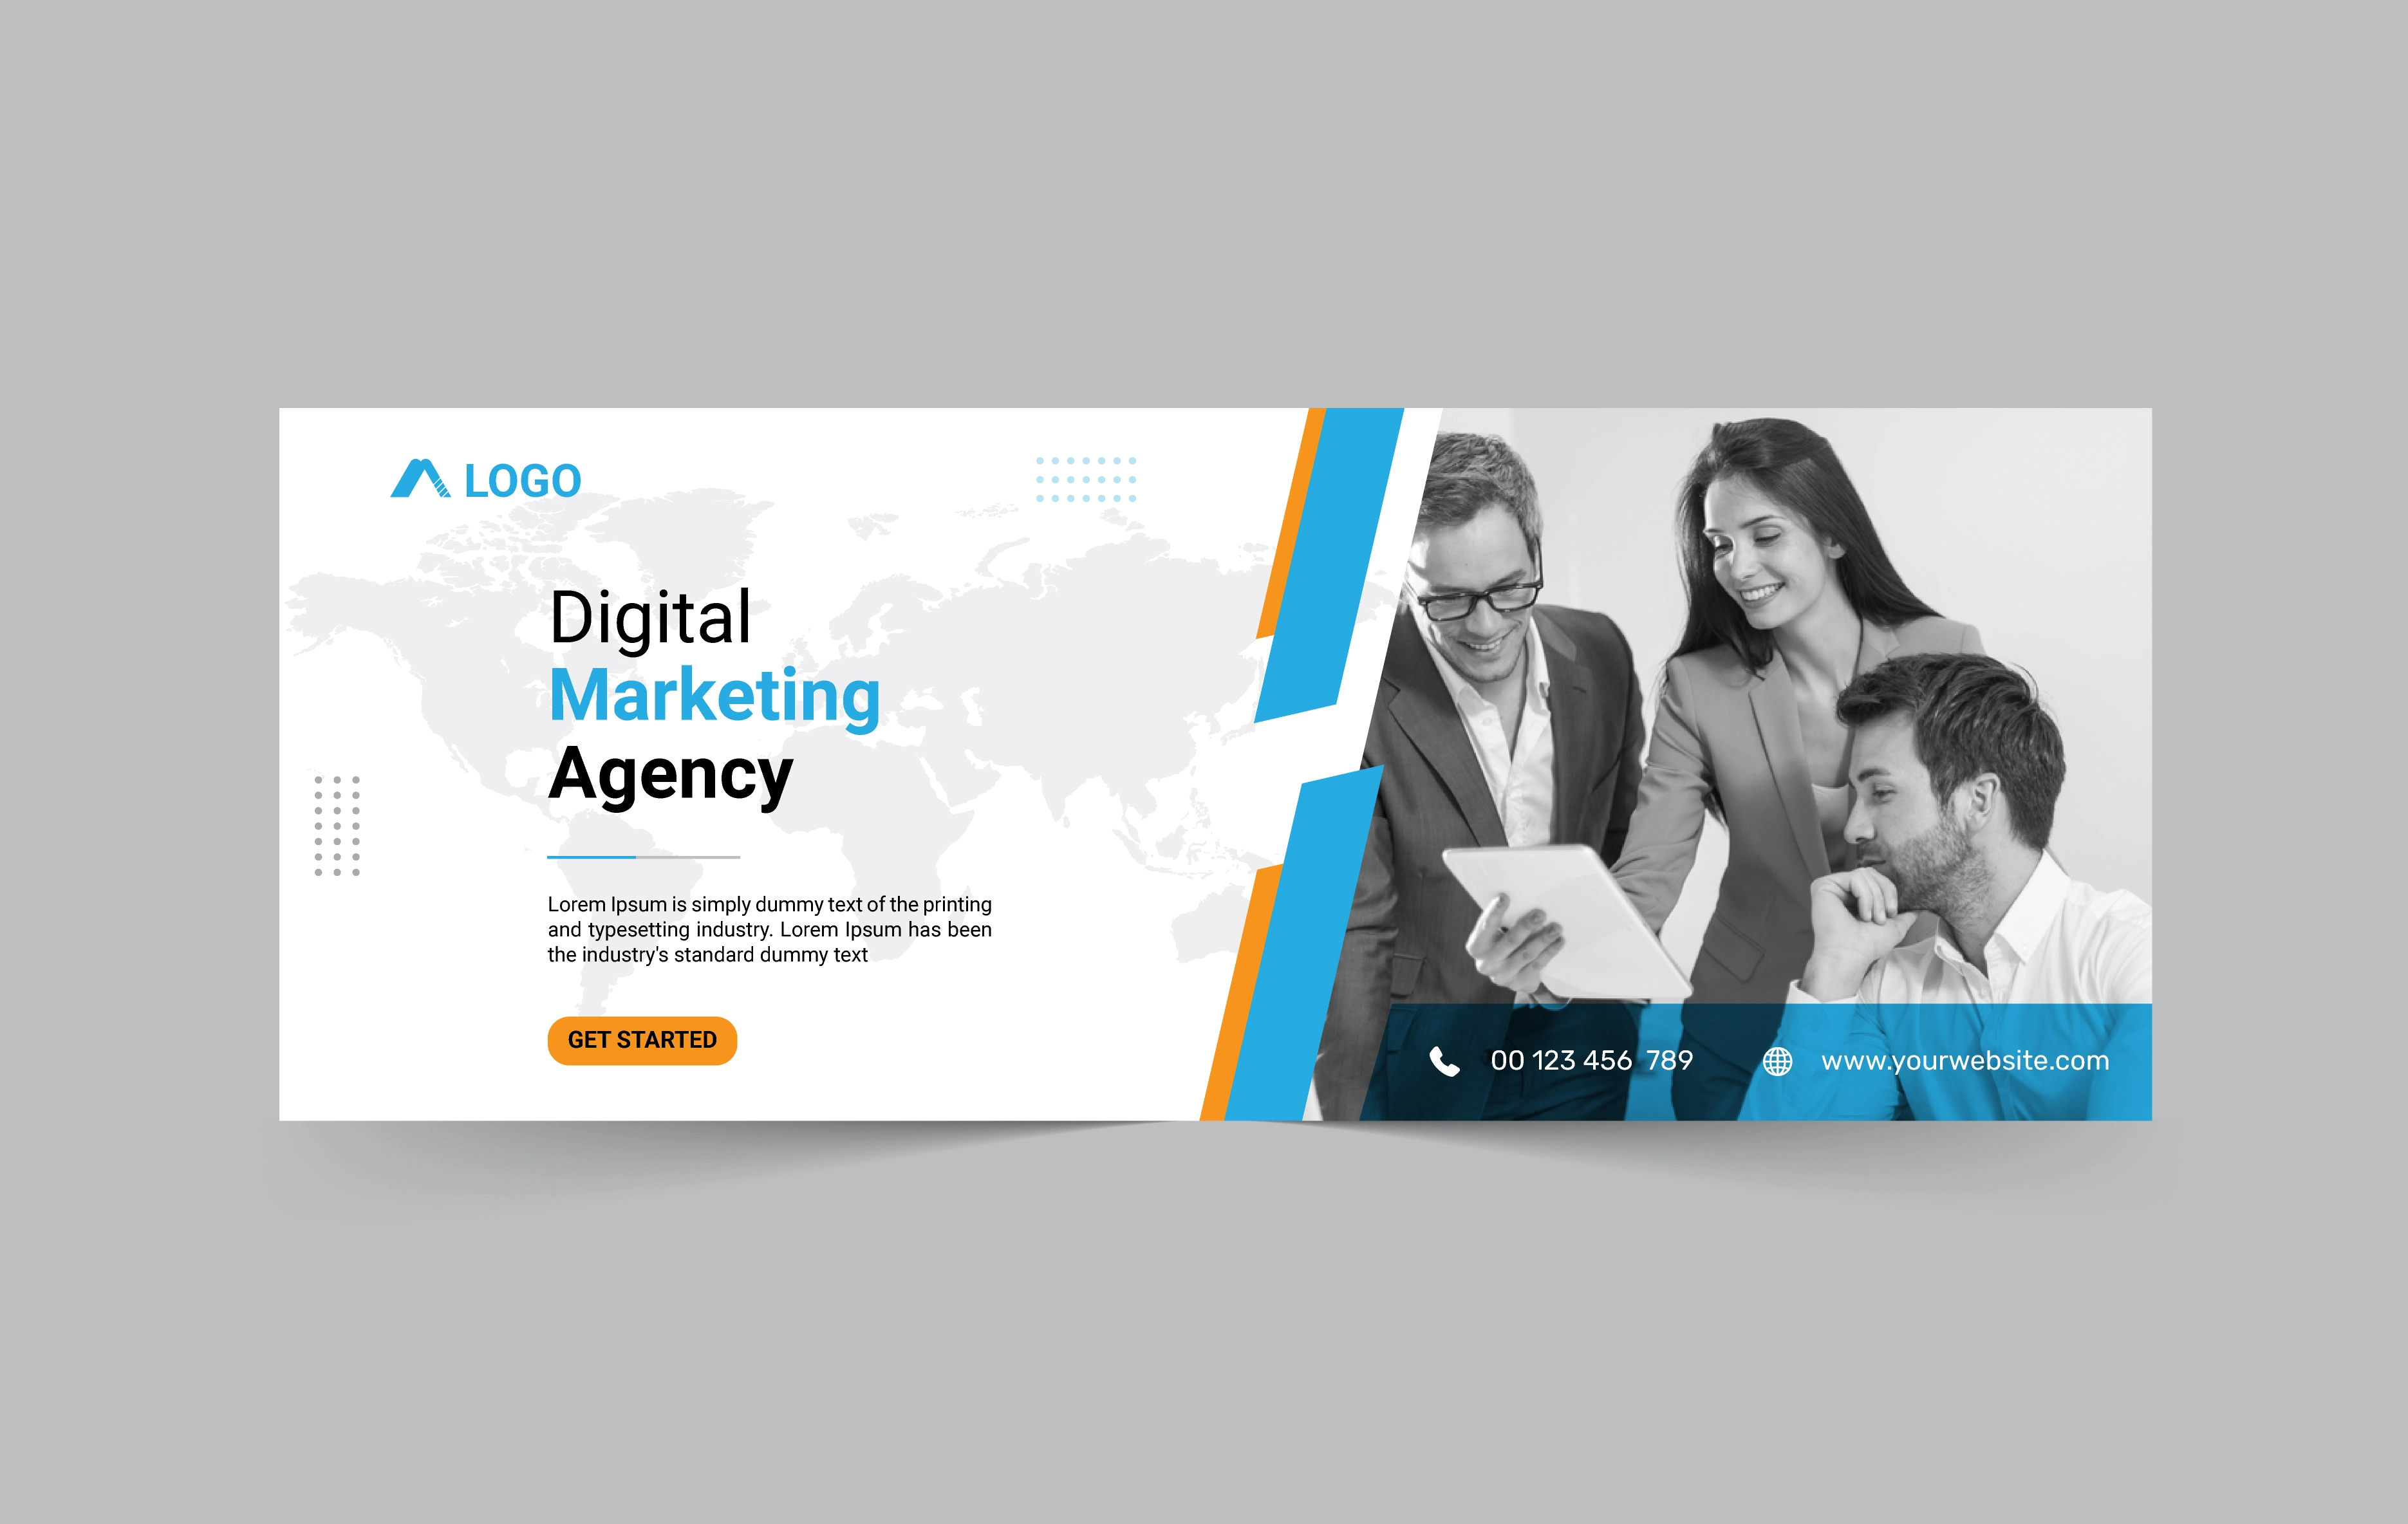 LOGO
Digital
Marketing
Agency
Lorem Ipsum is simply dummy text of the printing
and typesetting industry. Lorem Ipsum has been
the industry's standard dummy text
GET STARTED
00 123 456 789
www.yourwebsite.com